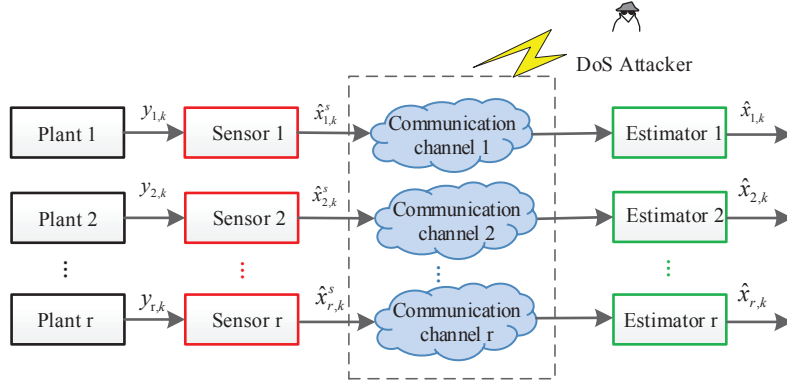 DoS Attacker
Plant 1
y₁,ₖ
Sensor 1
x̂ˢ₁,ₖ
Communication
channel 1
Estimator 1
x̂₁,ₖ
Plant 2
y₂,ₖ
Sensor 2
x̂ˢ₂,ₖ
Communication
channel 2
Estimator 2
x̂₂,ₖ
Plant r
yᵣ,ₖ
Sensor r
x̂ˢᵣ,ₖ
Communication
channel r
Estimator r
x̂ᵣ,ₖ